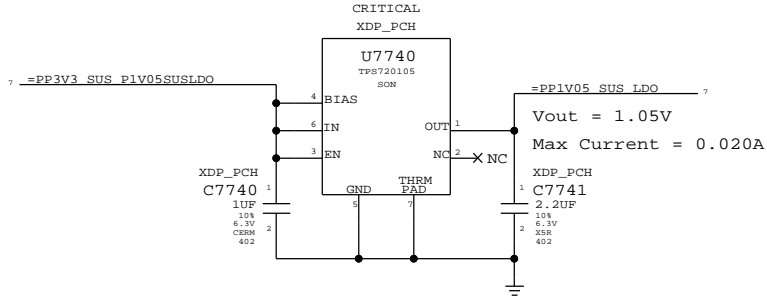 CRITICAL
XDP_PCH
U7740
TPS720105
SON
7
=PP3V3_SUS_P1V05SUSLDO
=PP1V05_SUS_LDO
7
4
BIAS
6
IN
3
EN
OUT
1
NC
2
NC
THRM
GND
PAD
5
7
Vout = 1.05V
Max Current = 0.020A
XDP_PCH
C7740
1UF
10%
6.3V
CERM
402
1
2
XDP_PCH
C7741
2.2UF
10%
6.3V
X5R
402
1
2